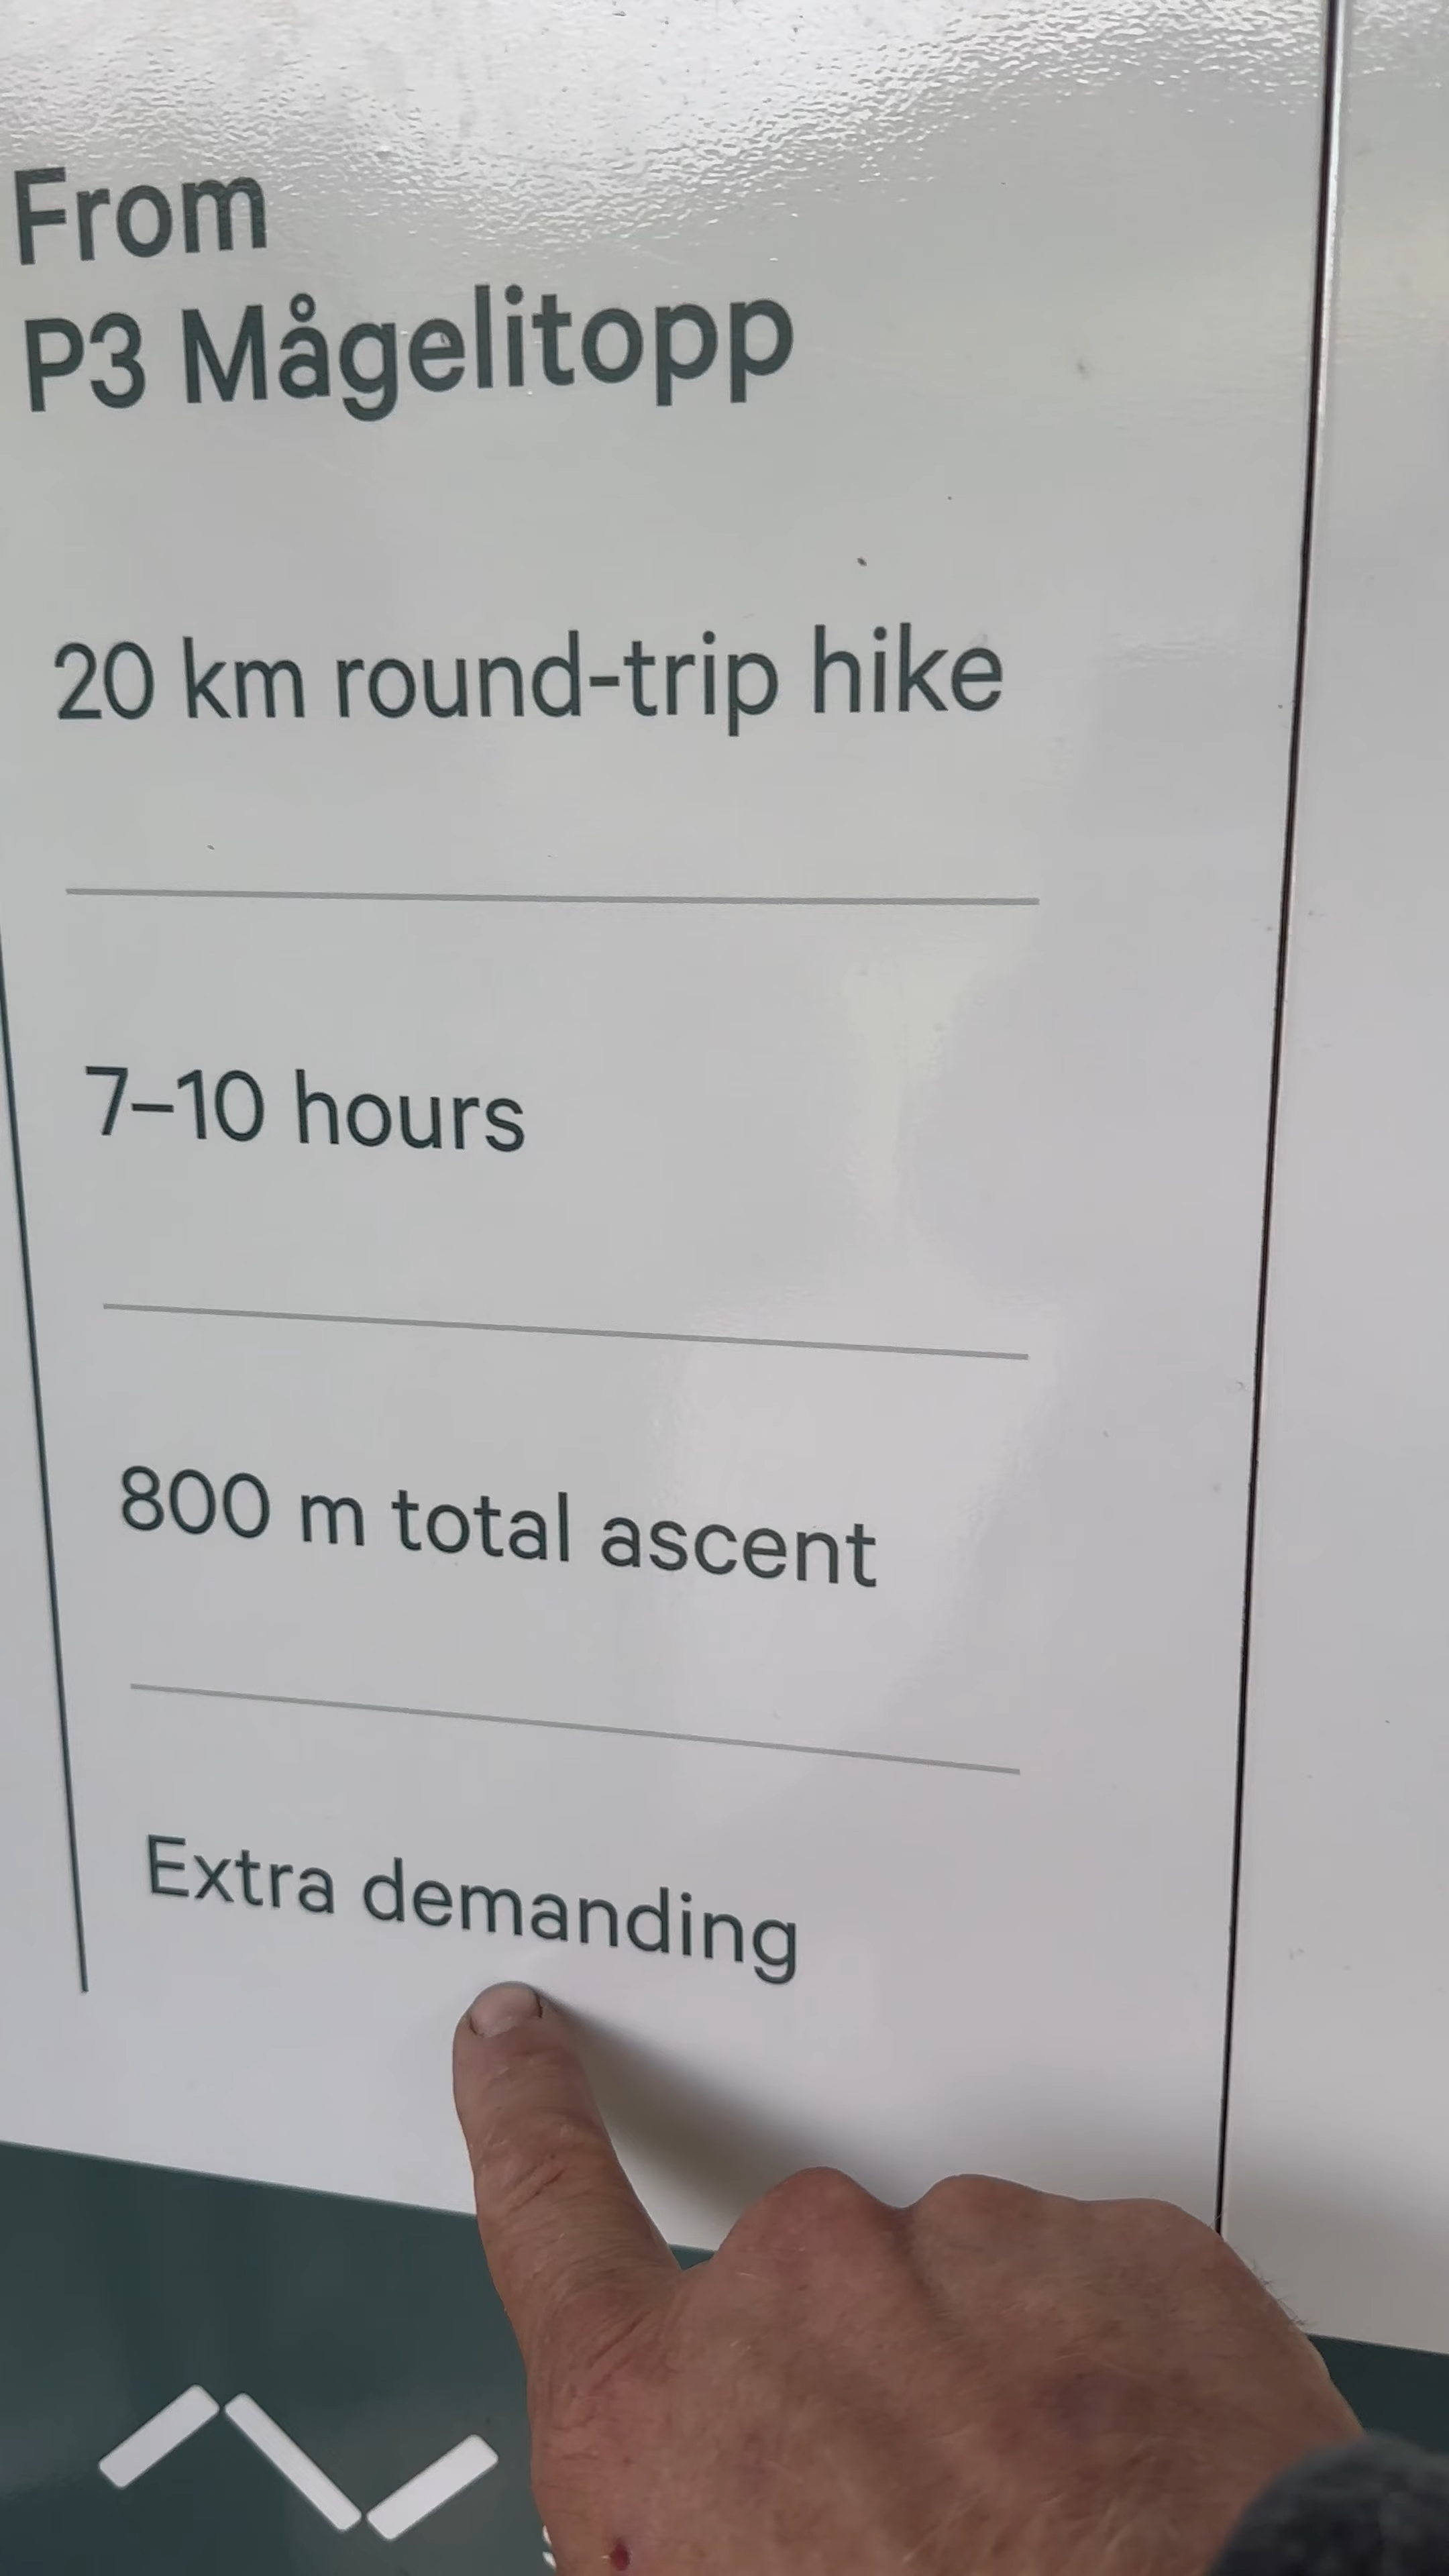 From
P3 Mågelitopp
20 km round-trip hike
7–10 hours
800 m total ascent
Extra demanding